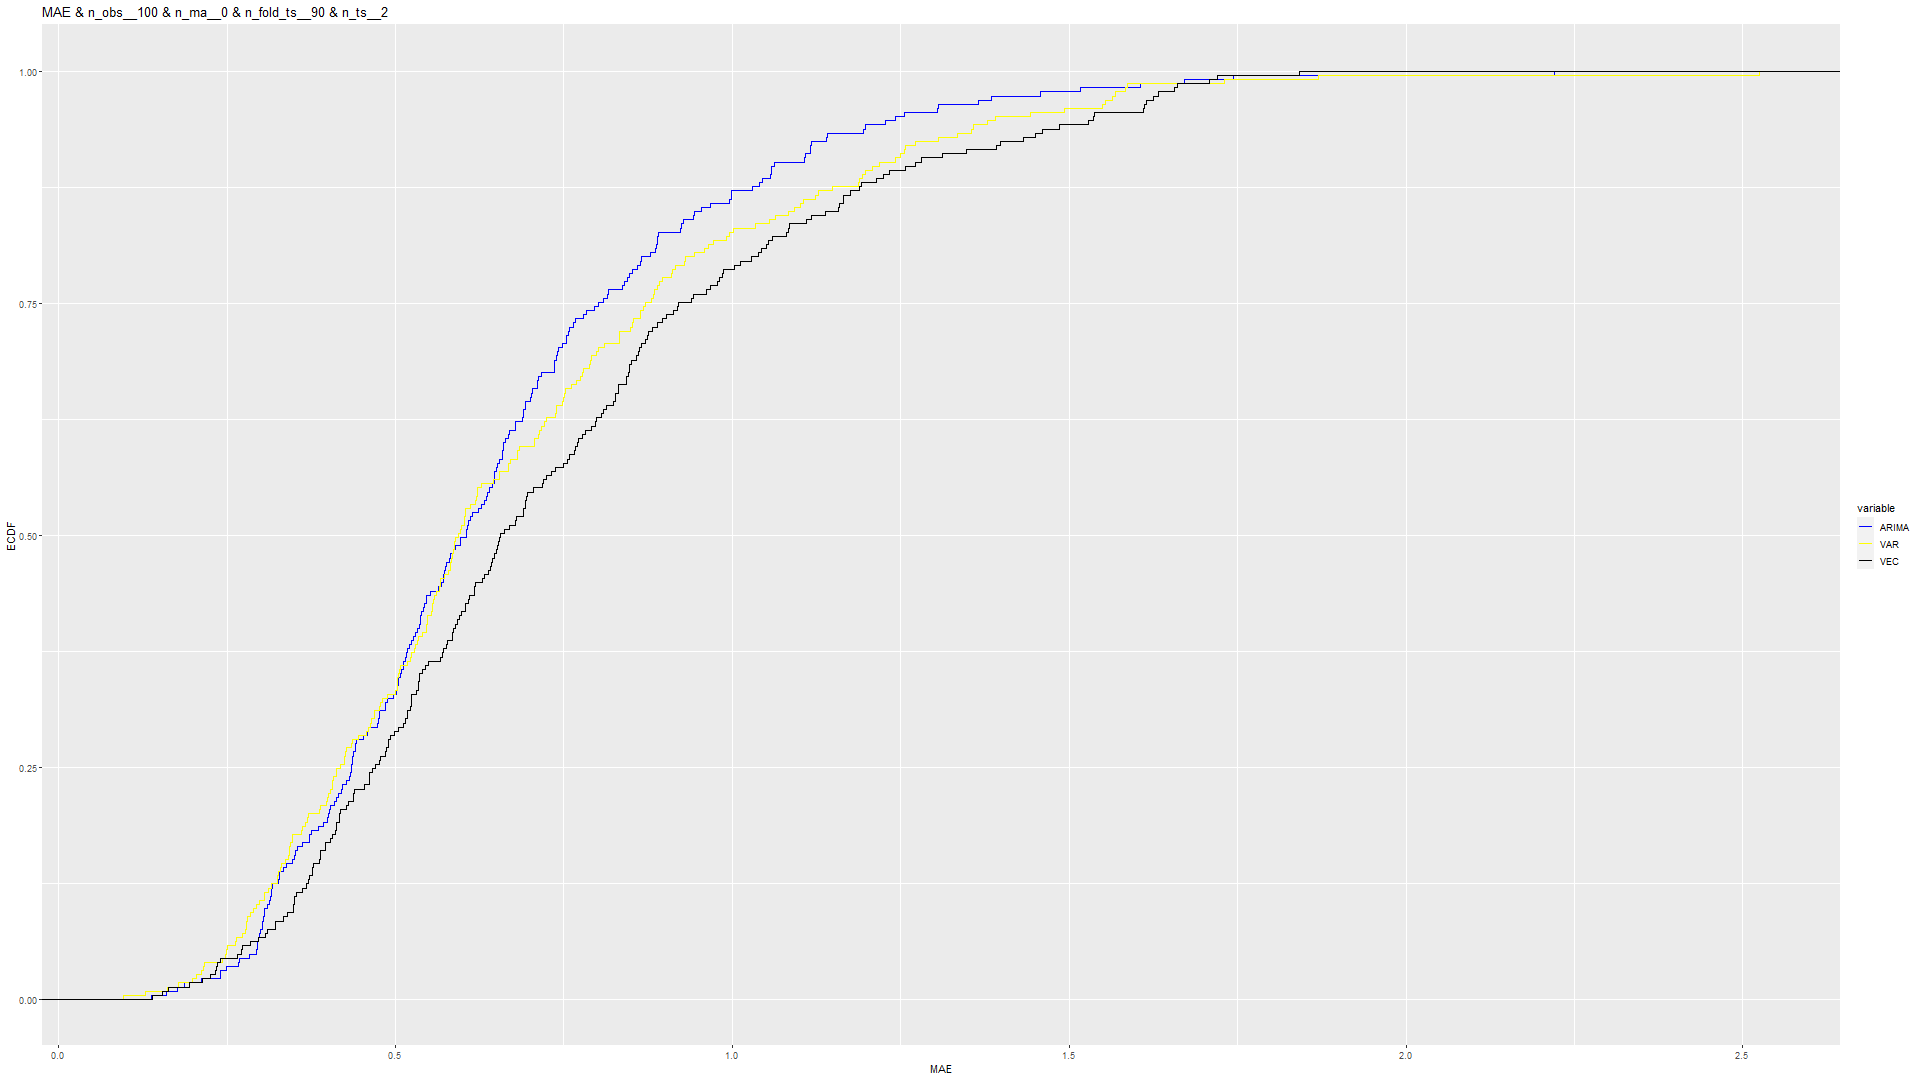 MAE & n_obs__100 & n_ma__0 & n_fold_ts__90 & n_ts__2
1.00
0.75
0.50
0.25
0.00
ECDF
0.0
0.5
1.0
1.5
2.0
2.5
MAE
variable
ARIMA
VAR
VEC